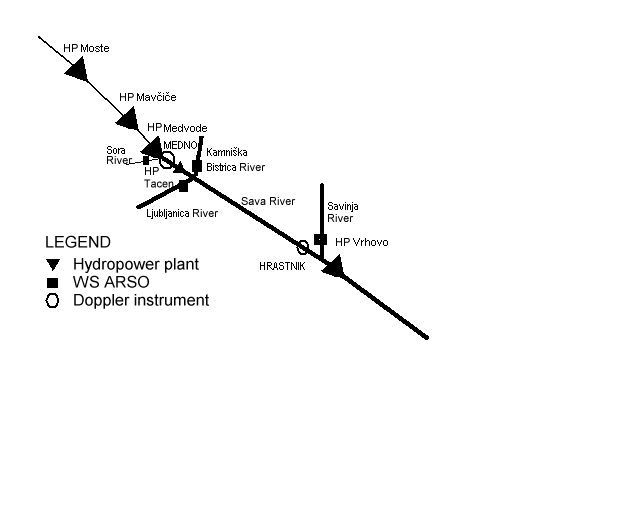 HP Moste
HP Mavčiče
HP Medvode
MEDNO
Sora
River
HP
Tacen
Kamniška
Bistrica River
Ljubljanica River
Sava River
Savinja
River
HP Vrhovo
HRASTNIK
LEGEND
Hydropower plant
WS ARSO
Doppler instrument